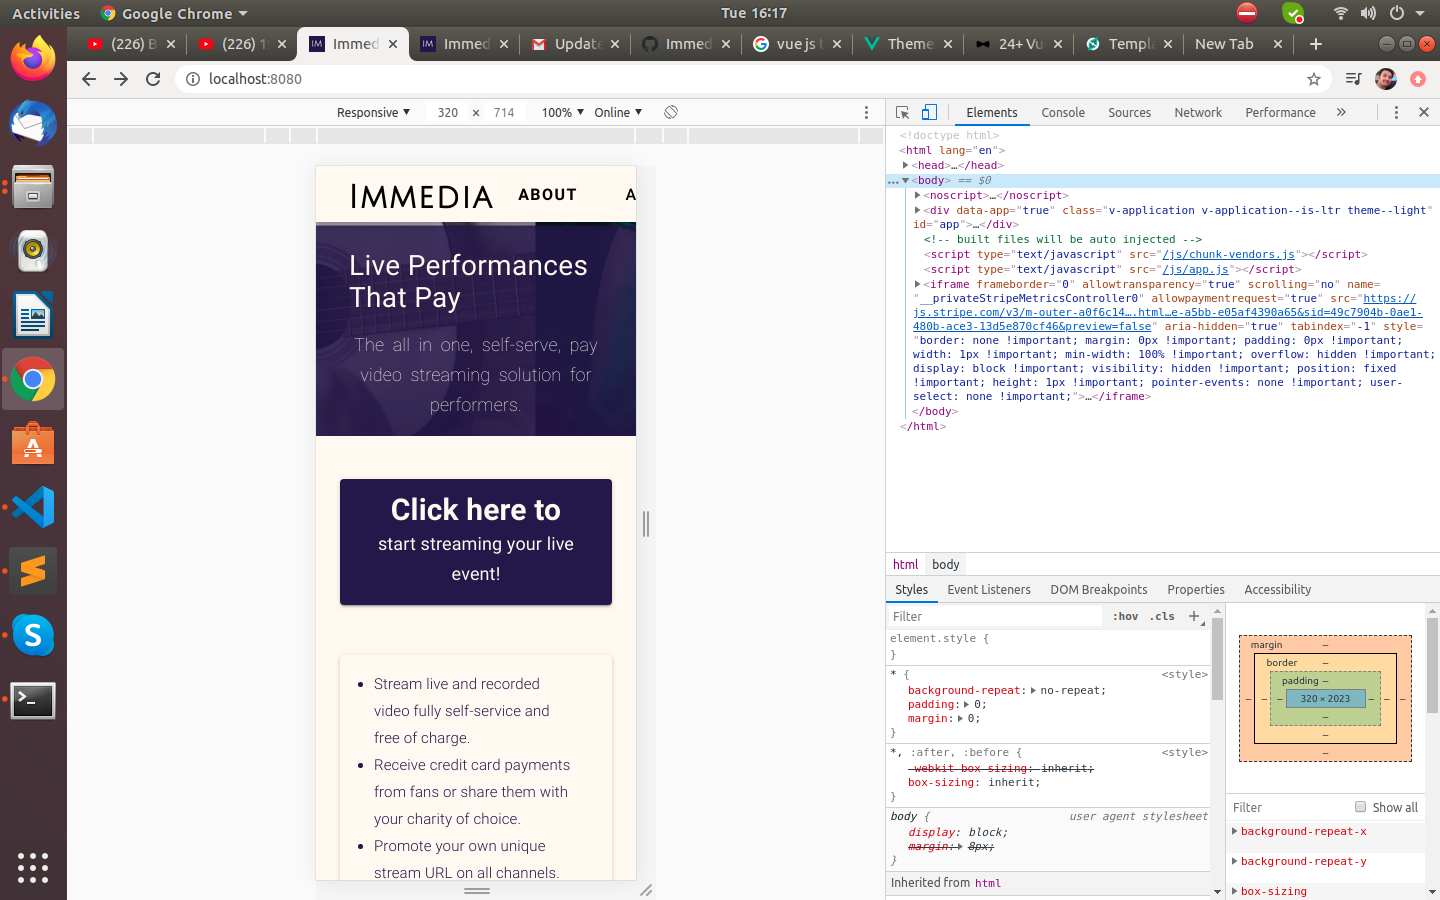 Activities
Google Chrome
Tue 16:17
(226) B
(226) 1
Immed
Immed
Update
Immed
vue js t
Theme
24+ Vu
Templa
New Tab
localhost:8080
Responsive
320 × 714
100%
Online
Elements
Console
Sources
Network
Performance
»
IMMEDIA
ABOUT
A
Live Performances
That Pay
The all in one, self-serve, pay
video streaming solution for
performers.
Click here to
start streaming your live
event!
• Stream live and recorded
video fully self-service and
free of charge.
• Receive credit card payments
from fans or share them with
your charity of choice.
• Promote your own unique
stream URL on all channels.
<!doctype html>
<html lang="en">
<head>…</head>
<body> == $0
<noscript>…</noscript>
<div data-app="true" class="v-application v-application--is-ltr theme--light"
id="app">…</div>
<!-- built files will be auto injected -->
<script type="text/javascript" src="/js/chunk-vendors.js"></script>
<script type="text/javascript" src="/js/app.js"></script>
<iframe frameborder="0" allowtransparency="true" scrolling="no" name=
"__privateStripeMetricsController0" allowpaymentrequest="true" src="https://
js.stripe.com/v3/m-outer-a0f6c14….html…e-a5bb-e05af4390a65&sid=49c7904b-0ae1-
480b-ace3-13d5e870cf46&preview=false" aria-hidden="true" tabindex="-1" style=
"border: none !important; margin: 0px !important; padding: 0px !important;
width: 1px !important; min-width: 100% !important; overflow: hidden !important;
display: block !important; visibility: hidden !important; position: fixed
!important; height: 1px !important; pointer-events: none !important; user-
select: none !important;">…</iframe>
</body>
</html>
html
body
Styles
Event Listeners
DOM Breakpoints
Properties
Accessibility
Filter
:hov
.cls
+
element.style {
}
* {
<style>
background-repeat: no-repeat;
padding: 0;
margin: 0;
}
*, :after, :before {
<style>
-webkit-box-sizing: inherit;
box-sizing: inherit;
}
body {
user agent stylesheet
display: block;
margin: 8px;
}
Inherited from html
margin –
border –
padding –
– – – 320 × 2023 – – –
–
–
–
Filter
Show all
background-repeat-x
background-repeat-y
box-sizing